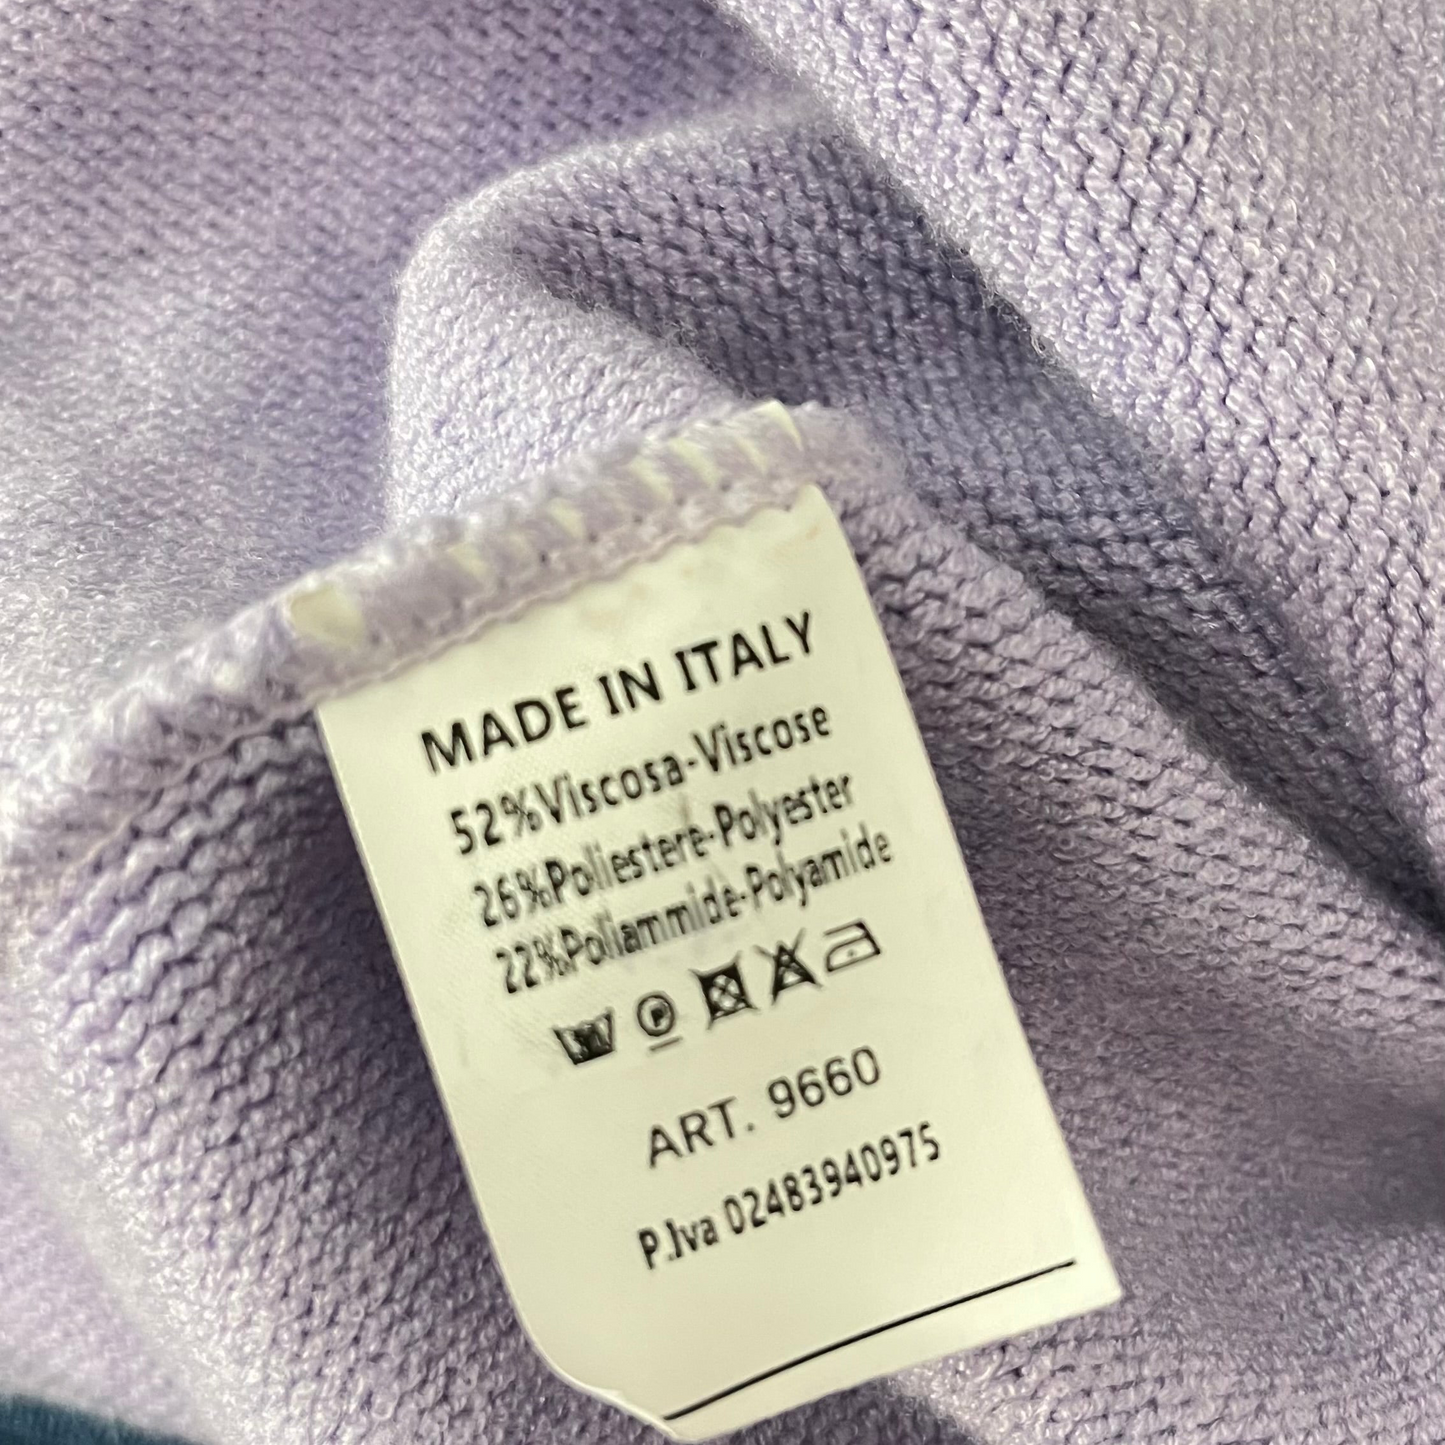 MADE IN ITALY
52%Viscosa-Viscose
26%Poliestere-Polyester
22%Poliammide-Polyamide
P
ART. 9660
P.Iva 02483940975